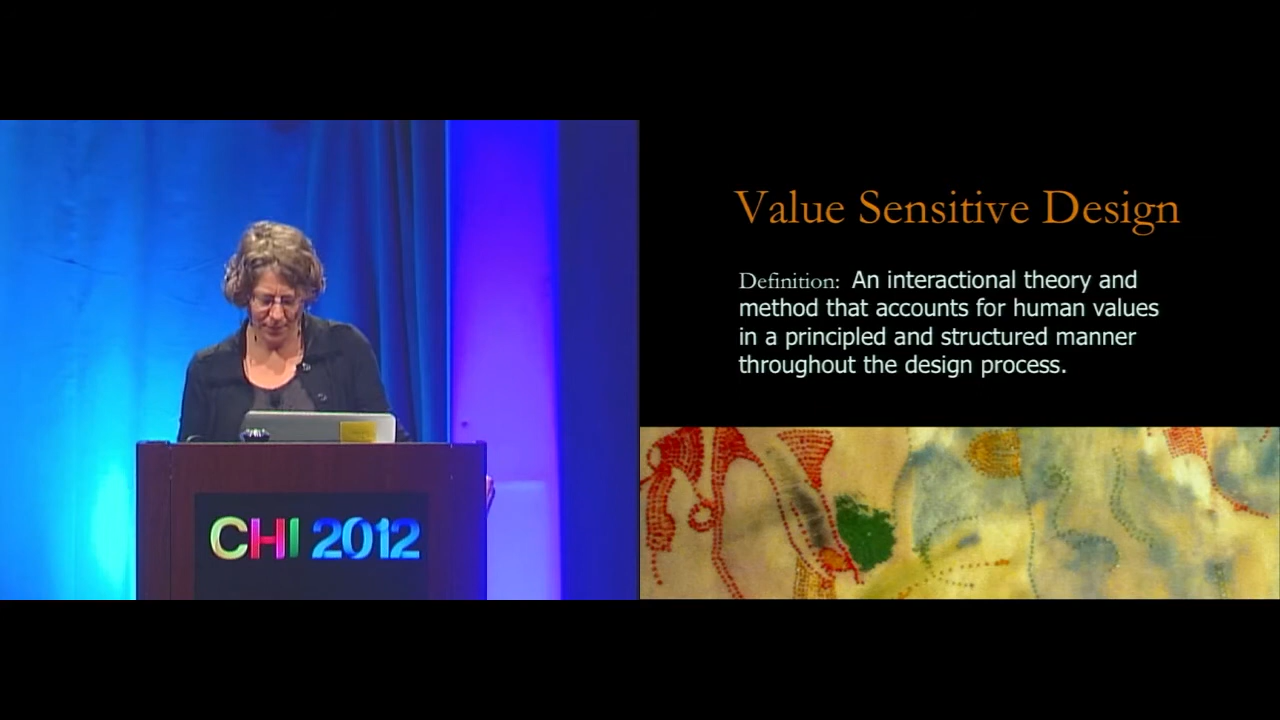 CHI 2012
Value Sensitive Design
Definition: An interactional theory and
method that accounts for human values
in a principled and structured manner
throughout the design process.